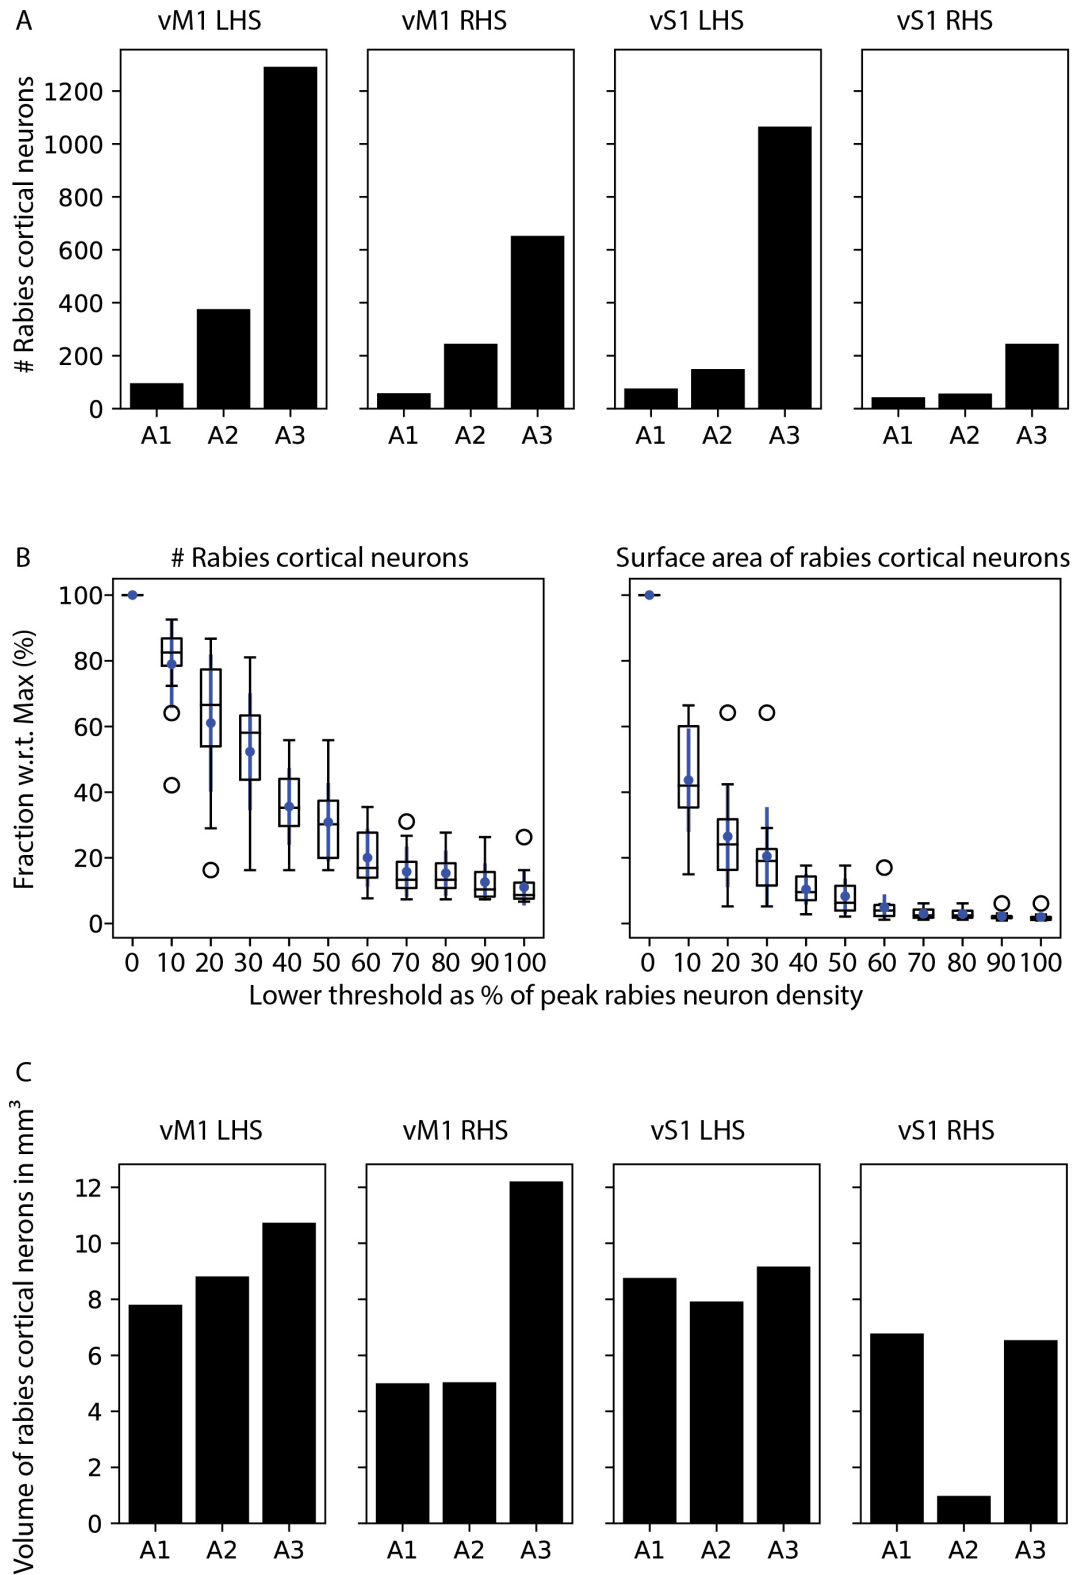 A
vM1 LHS
vM1 RHS
vS1 LHS
vS1 RHS
# Rabies cortical neurons
1200
1000
800
600
400
200
0
A1 A2 A3
A1 A2 A3
A1 A2 A3
A1 A2 A3
B
# Rabies cortical neurons
Surface area of rabies cortical neurons
Fraction w.r.t. Max (%)
100
80
60
40
20
0
0 10 20 30 40 50 60 70 80 90 100
0 10 20 30 40 50 60 70 80 90 100
Lower threshold as % of peak rabies neuron density
C
vM1 LHS
vM1 RHS
vS1 LHS
vS1 RHS
Volume of rabies cortical nerons in mm³
12
10
8
6
4
2
0
A1 A2 A3
A1 A2 A3
A1 A2 A3
A1 A2 A3